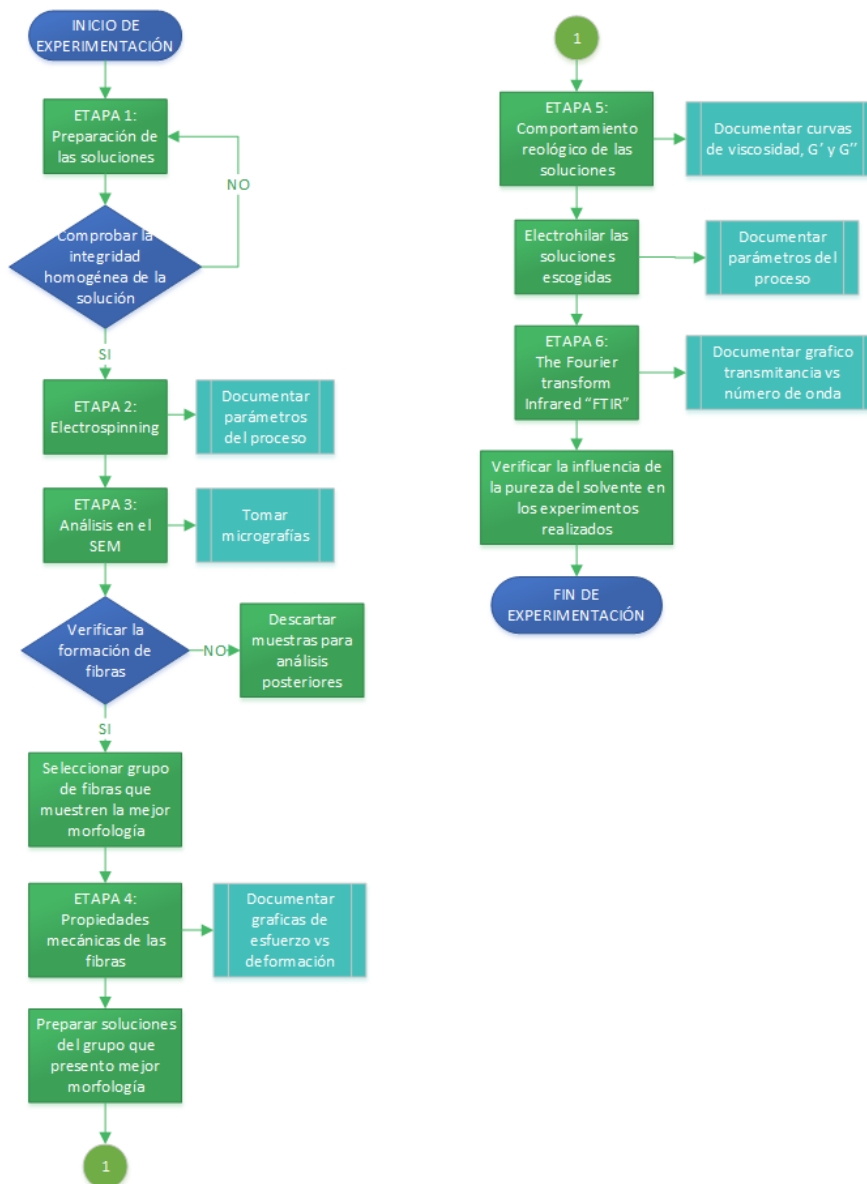 INICIO DE
EXPERIMENTACIÓN
ETAPA 1:
Preparación de
las soluciones
NO
Comprobar la
integridad
homogénea de la
solución
SI
ETAPA 2:
Electrospinning
Documentar
parámetros
del proceso
ETAPA 3:
Análisis en el
SEM
Tomar
micrografías
Verificar la
formación de
fibras
NO
Descartar
muestras para
análisis
posteriores
SI
Seleccionar grupo
de fibras que
muestren la mejor
morfología
ETAPA 4:
Propiedades
mecánicas de las
fibras
Documentar
graficas de
esfuerzo vs
deformación
Preparar soluciones
del grupo que
presento mejor
morfología
1
1
ETAPA 5:
Comportamiento
reológico de las
soluciones
Documentar curvas
de viscosidad, G’ y G’’
Electrohilar las
soluciones
escogidas
Documentar
parámetros del
proceso
ETAPA 6:
The Fourier
transform
Infrared “FTIR”
Documentar grafico
transmitancia vs
número de onda
Verificar la influencia de
la pureza del solvente en
los experimentos
realizados
FIN DE
EXPERIMENTACIÓN